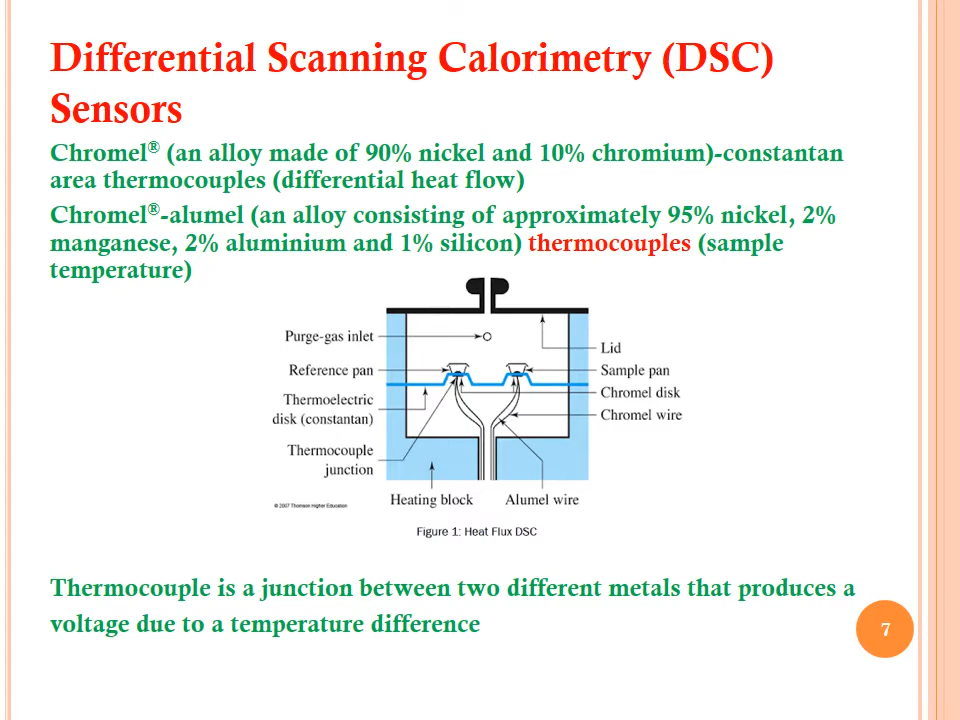 Differential Scanning Calorimetry (DSC)
Sensors
Chromel® (an alloy made of 90% nickel and 10% chromium)-constantan
area thermocouples (differential heat flow)
Chromel®-alumel (an alloy consisting of approximately 95% nickel, 2%
manganese, 2% aluminium and 1% silicon) thermocouples (sample
temperature)
Purge-gas inlet
Lid
Reference pan
Sample pan
Chromel disk
Thermoelectric
disk (constantan)
Chromel wire
Thermocouple
junction
Heating block
Alumel wire
© 2007 Thomson Higher Education
Figure 1: Heat Flux DSC
Thermocouple is a junction between two different metals that produces a
voltage due to a temperature difference
7